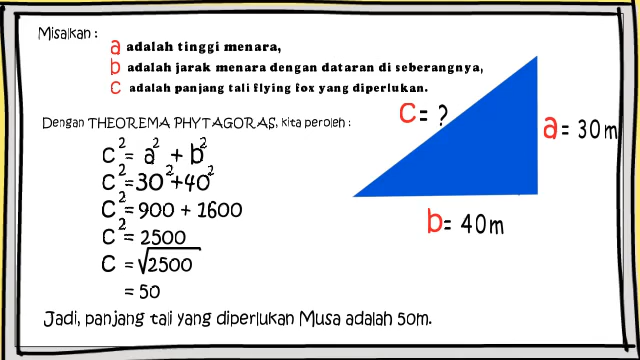 Misalkan :
a adalah tinggi menara,
b adalah jarak menara dengan dataran di seberangnya,
c adalah panjang tali flying fox yang diperlukan.
Dengan THEOREMA PHYTAGORAS, kita peroleh :
c² = a² + b²
c² = 30² + 40²
c² = 900 + 1600
c² = 2500
c = √2500
= 50
Jadi, panjang tali yang diperlukan Musa adalah 50m.
c = ?
a = 30m
b = 40m